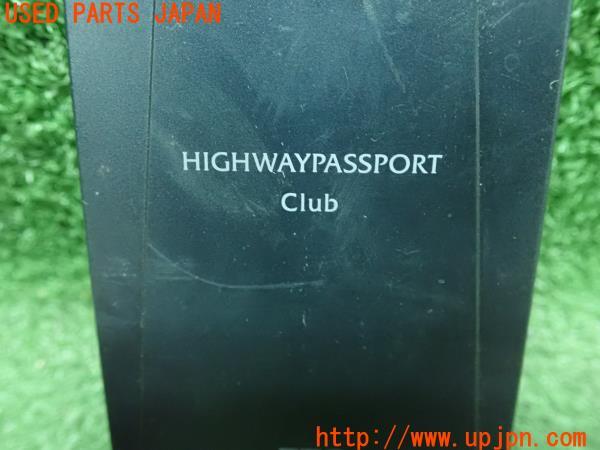 USED PARTS JAPAN
HIGHWAYPASSPORT
Club
http://www.upjpn.com/